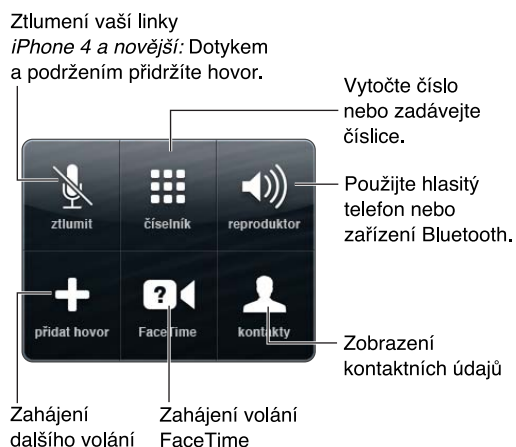 Ztlumení vaší linky
iPhone 4 a novější: Dotykem
a podržením přidržíte hovor.
Vytočte číslo
nebo zadávejte
číslice.
Použijte hlasitý
telefon nebo
zařízení Bluetooth.
ztlumit
číselník
reproduktor
?
přidat hovor
FaceTime
kontakty
Zobrazení
kontaktních údajů
Zahájení
dalšího volání
Zahájení volání
FaceTime